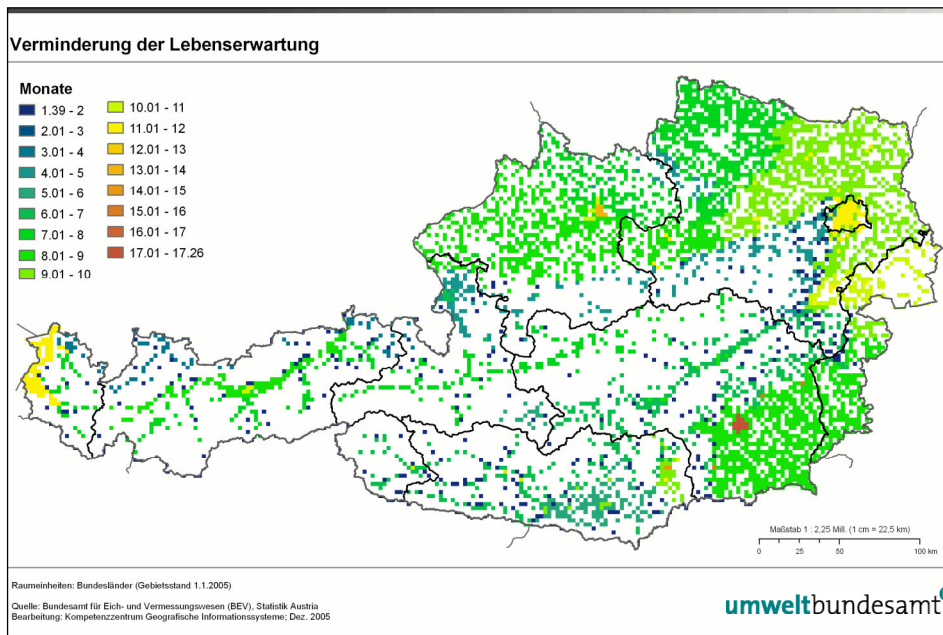 Verminderung der Lebenserwartung
Monate
1.39 - 2
2.01 - 3
3.01 - 4
4.01 - 5
5.01 - 6
6.01 - 7
7.01 - 8
8.01 - 9
9.01 - 10
10.01 - 11
11.01 - 12
12.01 - 13
13.01 - 14
14.01 - 15
15.01 - 16
16.01 - 17
17.01 - 17.26
Maßstab 1 : 2,25 Mill. (1 cm = 22,5 km)
0 25 50 100 km
Raumeinheiten: Bundesländer (Gebietsstand 1.1.2005)
Quelle: Bundesamt für Eich- und Vermessungswesen (BEV), Statistik Austria
Bearbeitung: Kompetenzzentrum Geografische Informationssysteme; Dez. 2005
umweltbundesamt